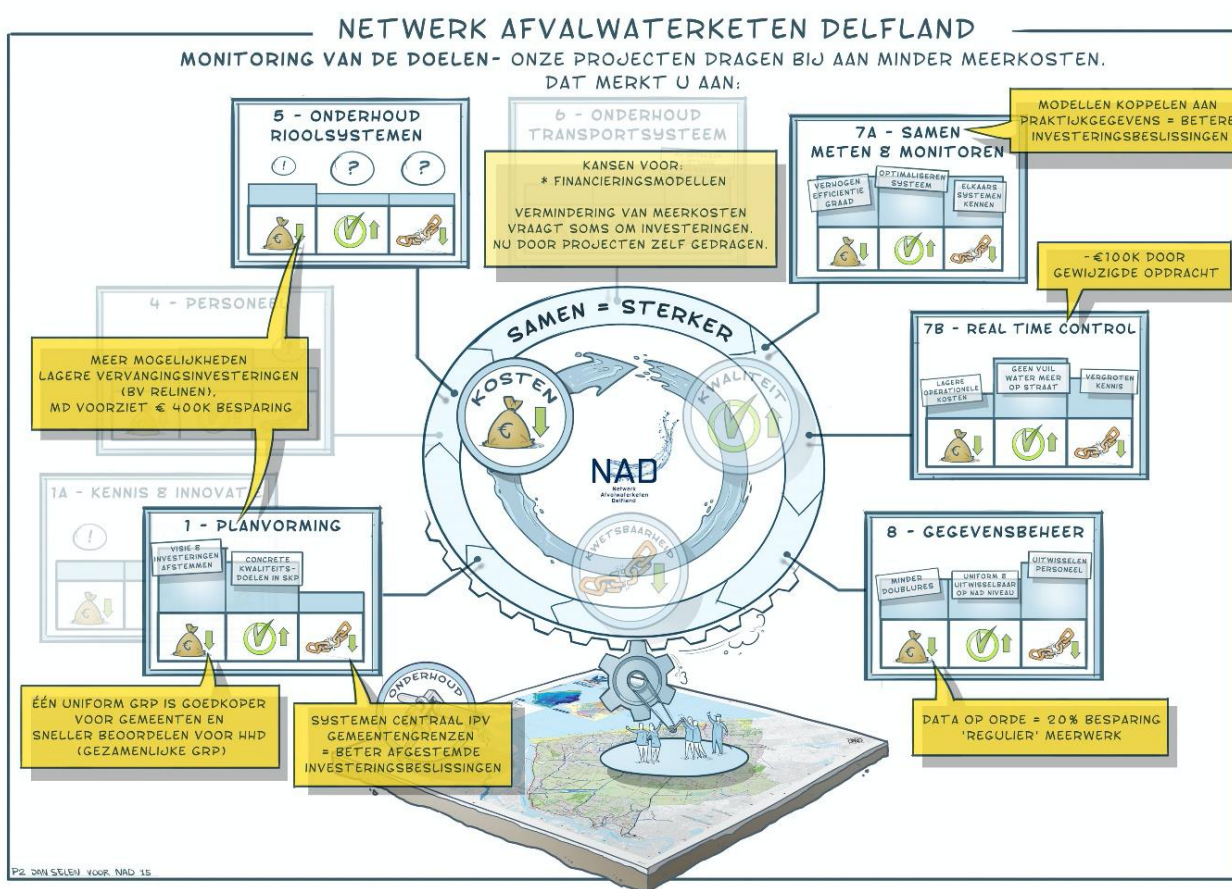 NETWERK AFVALWATERKETEN DELFLAND
MONITORING VAN DE DOELEN- ONZE PROJECTEN DRAGEN BIJ AAN MINDER MEERKOSTEN.
DAT MERKT U AAN:
5 - ONDERHOUD
RIOOLSYSTEMEN
!
?
?
€
6 - ONDERHOUD
TRANSPORTSYSTEEM
KANSEN VOOR:
* FINANCIERINGSMODELLEN
VERMINDERING VAN MEERKOSTEN
VRAAGT SOMS OM INVESTERINGEN.
NU DOOR PROJECTEN ZELF GEDRAGEN.
7A - SAMEN
METEN & MONITOREN
VERHOGEN
EFFICIENTIE
GRAAD
OPTIMALISEREN
SYSTEEM
ELKAARS
SYSTEMEN
KENNEN
€
MODELLEN KOPPELEN AAN
PRAKTIJKGEGEVENS = BETERE
INVESTERINGSBESLISSINGEN
- €100K DOOR
GEWIJZIGDE OPDRACHT
7B - REAL TIME CONTROL
LAGERE
OPERATIONELE
KOSTEN
GEEN VUIL
WATER MEER
OP STRAAT
VERGROTEN
KENNIS
€
4 - PERSONEE
MEER MOGELIJKHEDEN
LAGERE VERVANGINGSINVESTERINGEN
(BV RELINEN),
MD VOORZIET € 400K BESPARING
SAMEN = STERKER
KOSTEN
€
KWALITEIT
KWETSBAARHEID
NAD
Netwerk
Afvalwaterketen
Delfland
1A - KENNIS & INNOVATIE
!
€
1 - PLANVORMING
VISIE &
INVESTERINGEN
AFSTEMMEN
CONCRETE
KWALITEITS-
DOELEN IN SKP
€
8 - GEGEVENSBEHEER
MINDER
DOUBLURES
UNIFORM &
UITWISSELBAAR
OP NAD NIVEAU
UITWISSELEN
PERSONEEL
€
ONDERHOUD
ÉÉN UNIFORM GRP IS GOEDKOPER
VOOR GEMEENTEN EN
SNELLER BEOORDELEN VOOR HHD
(GEZAMENLIJKE GRP)
SYSTEMEN CENTRAAL IPV
GEMEENTENGRENZEN
= BETER AFGESTEMDE
INVESTERINGSBESLISSINGEN
DATA OP ORDE = 20% BESPARING
'REGULIER' MEERWERK
P2 DAN SELEN VOOR NAD 15